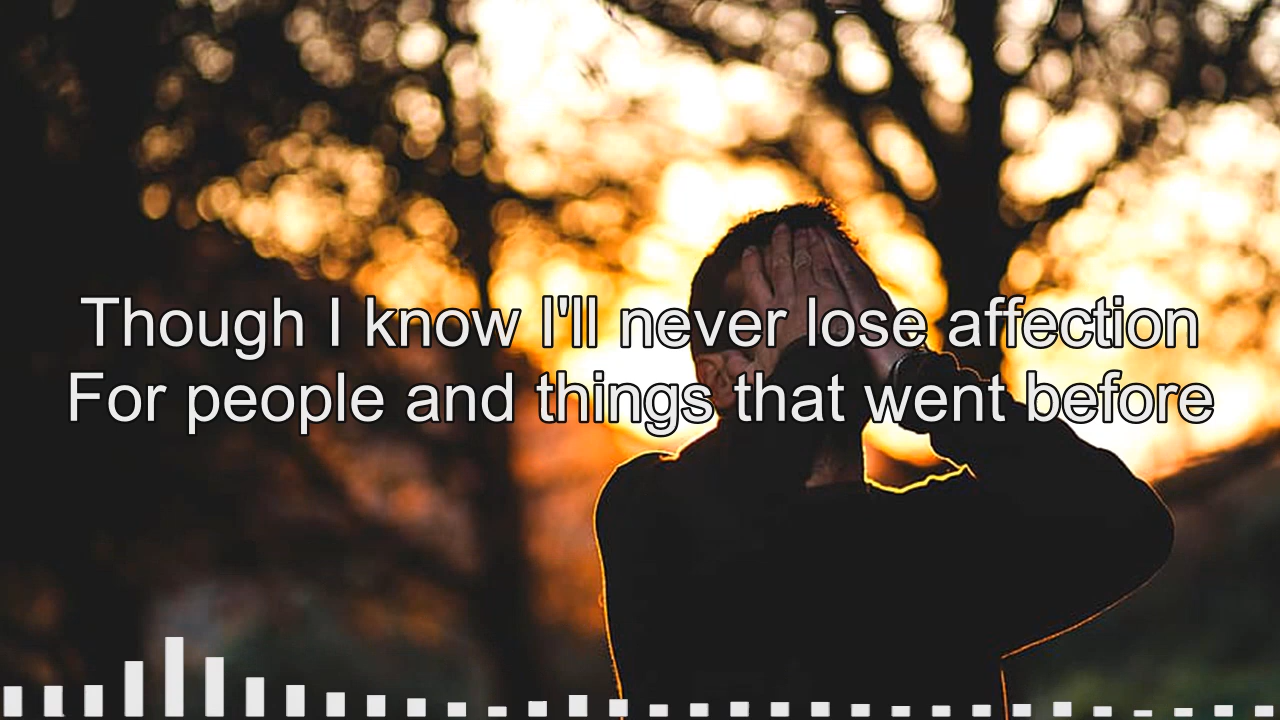 Though I know I'll never lose affection
For people and things that went before